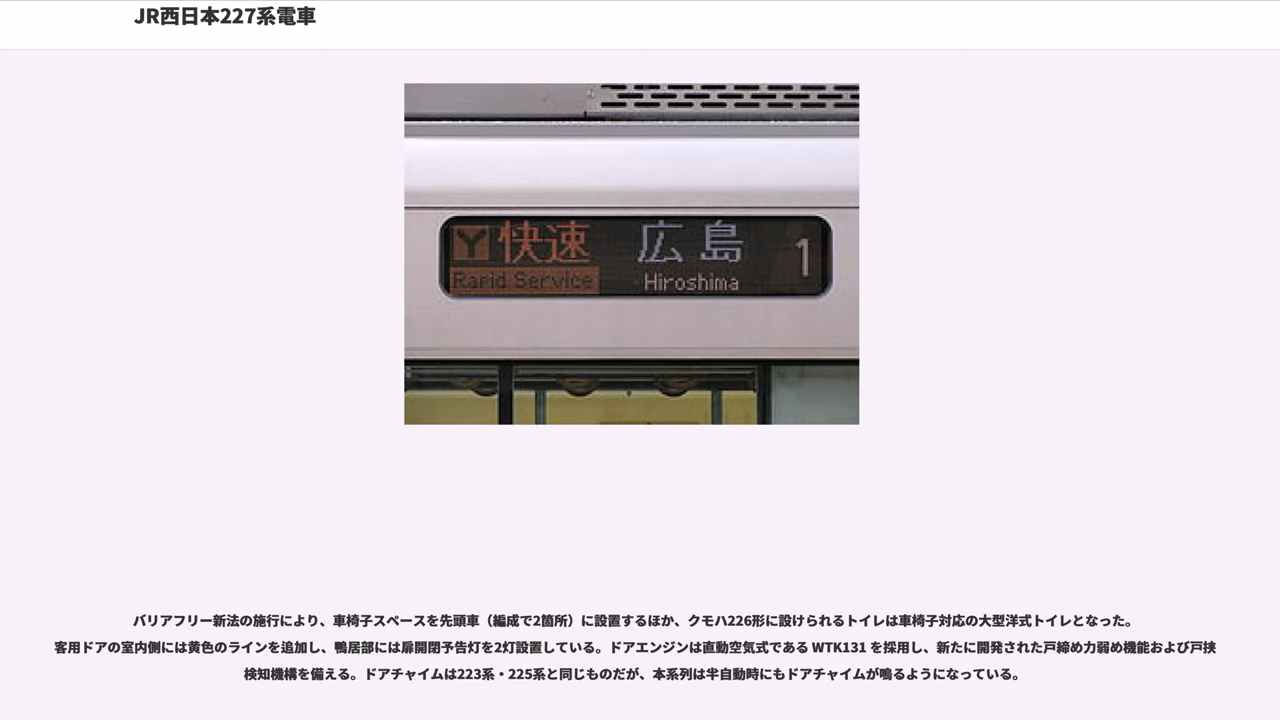 JR西日本227系電車
Y 快速 広島 1
Rapid Service Hiroshima
バリアフリー新法の施行により、車椅子スペースを先頭車（編成で2箇所）に設置するほか、クモハ226形に設けられるトイレは車椅子対応の大型洋式トイレとなった。
客用ドアの室内側には黄色のラインを追加し、鴨居部には扉開閉予告灯を2灯設置している。ドアエンジンは直動空気式である WTK131 を採用し、新たに開発された戸締め力弱め機能および戸挟
検知機構を備える。ドアチャイムは223系・225系と同じものだが、本系列は半自動時にもドアチャイムが鳴るようになっている。